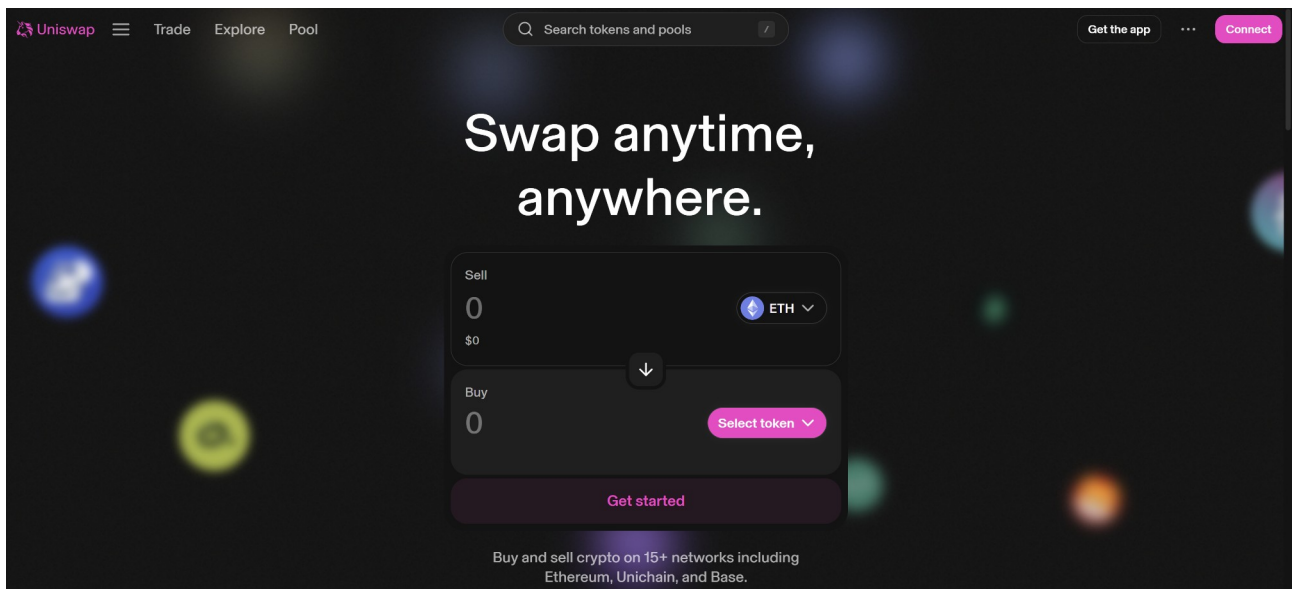 Uniswap
Trade
Explore
Pool
Search tokens and pools
/
Get the app
Connect
Swap anytime,
anywhere.
Sell
0
ETH
$0
Buy
0
Select token
Get started
Buy and sell crypto on 15+ networks including
Ethereum, Unichain, and Base.